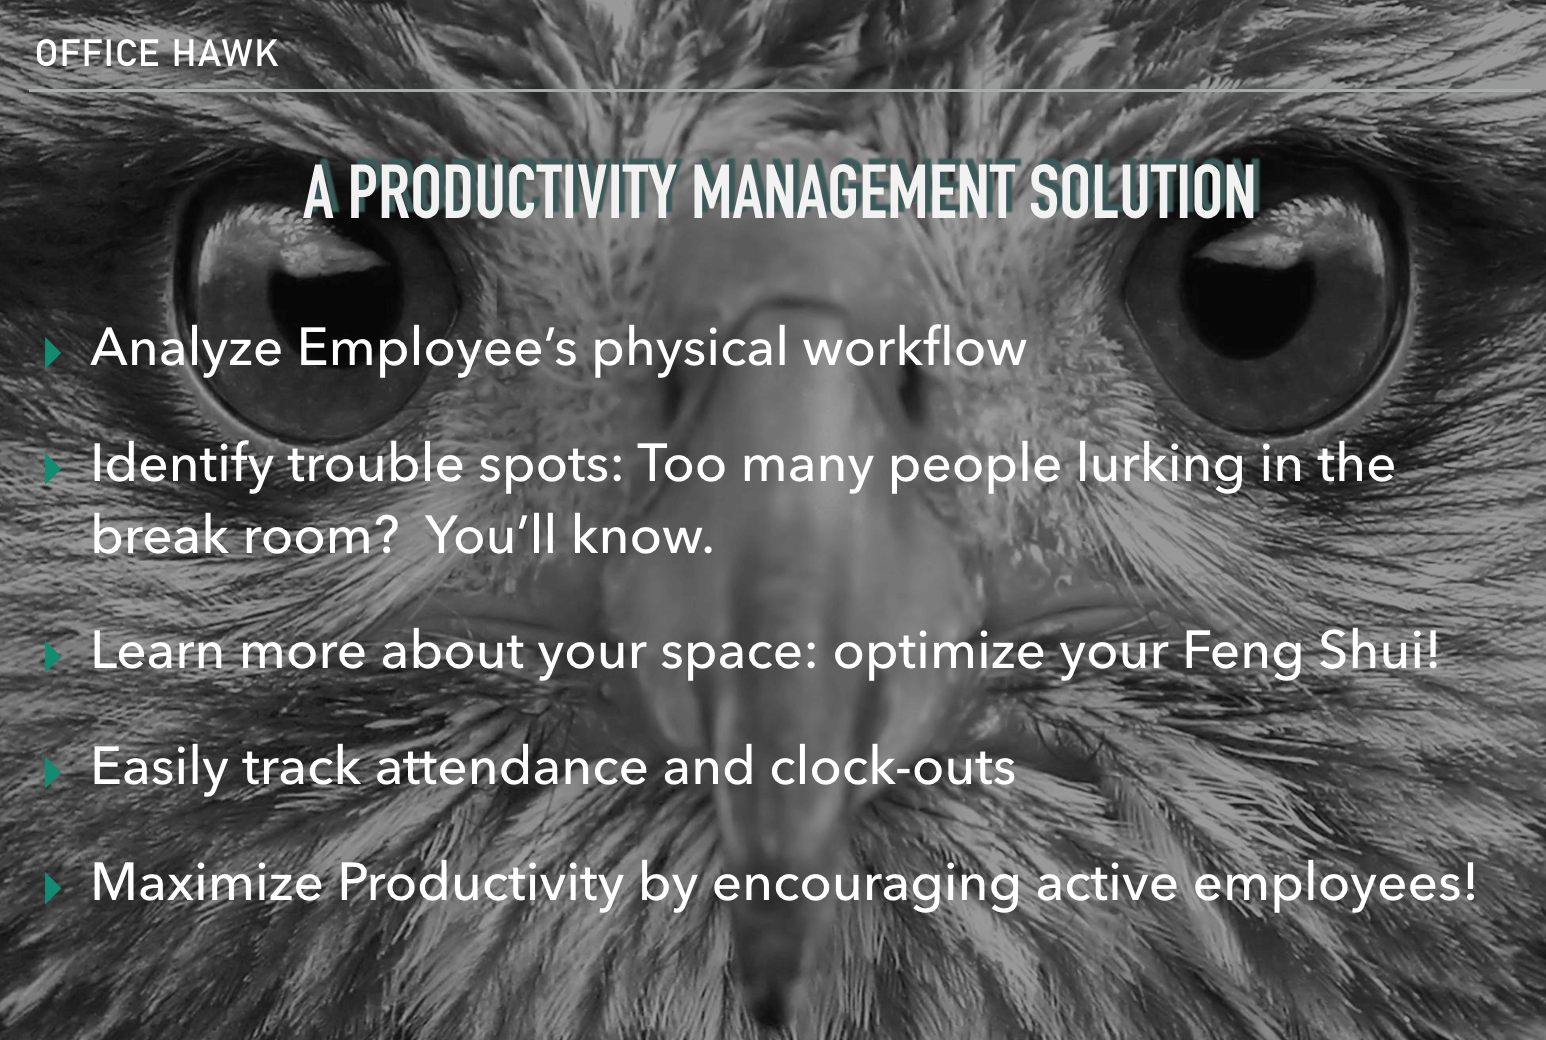 OFFICE HAWK
A PRODUCTIVITY MANAGEMENT SOLUTION
Analyze Employee’s physical workflow
Identify trouble spots: Too many people lurking in the
break room?  You’ll know.
Learn more about your space: optimize your Feng Shui!
Easily track attendance and clock-outs
Maximize Productivity by encouraging active employees!